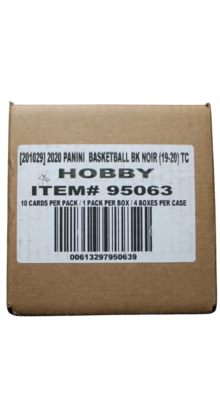 [201029] 2020 PANINI BASKETBALL BK NOIR (19-20) TC
HOBBY
ITEM# 95063
10 CARDS PER PACK / 1 PACK PER BOX / 4 BOXES PER CASE
00613297950639